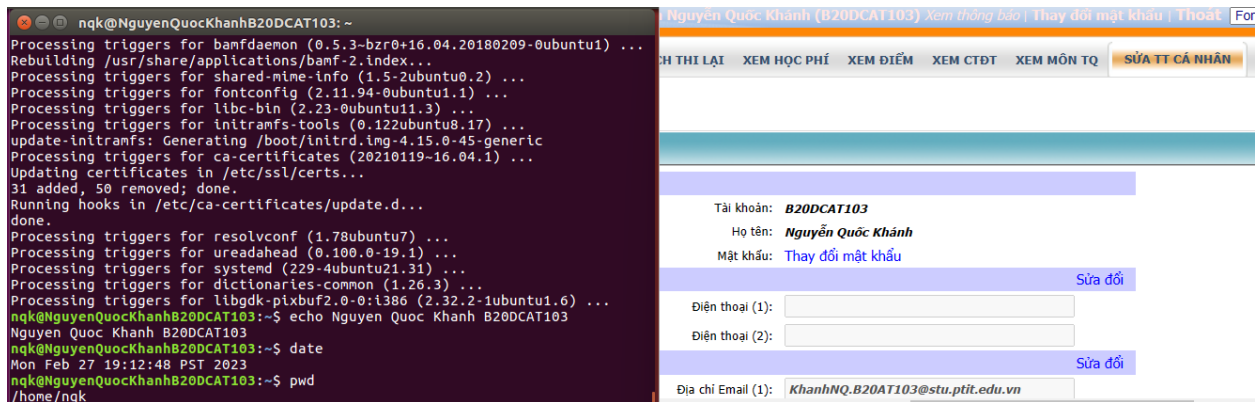 nqk@NguyenQuocKhanhB20DCAT103: ~
Processing triggers for bamfdaemon (0.5.3~bzr0+16.04.20180209-0ubuntu1) ...
Rebuilding /usr/share/applications/bamf-2.index...
Processing triggers for shared-mime-info (1.5-2ubuntu0.2) ...
Processing triggers for fontconfig (2.11.94-0ubuntu1.1) ...
Processing triggers for libc-bin (2.23-0ubuntu11.3) ...
Processing triggers for initramfs-tools (0.122ubuntu8.17) ...
update-initramfs: Generating /boot/initrd.img-4.15.0-45-generic
Processing triggers for ca-certificates (20210119~16.04.1) ...
Updating certificates in /etc/ssl/certs...
31 added, 50 removed; done.
Running hooks in /etc/ca-certificates/update.d...
done.
Processing triggers for resolvconf (1.78ubuntu7) ...
Processing triggers for ureadahead (0.100.0-19.1) ...
Processing triggers for systemd (229-4ubuntu21.31) ...
Processing triggers for dictionaries-common (1.26.3) ...
Processing triggers for libgdk-pixbuf2.0-0:i386 (2.32.2-1ubuntu1.6) ...
nqk@NguyenQuocKhanhB20DCAT103:~$ echo Nguyen Quoc Khanh B20DCAT103
Nguyen Quoc Khanh B20DCAT103
nqk@NguyenQuocKhanhB20DCAT103:~$ date
Mon Feb 27 19:12:48 PST 2023
nqk@NguyenQuocKhanhB20DCAT103:~$ pwd
/home/nqk
Nguyễn Quốc Khánh (B20DCAT103) Xem thông báo | Thay đổi mật khẩu | Thoát For
CH THI LẠI XEM HỌC PHÍ XEM ĐIỂM XEM CTĐT XEM MÔN TQ SỬA TT CÁ NHÂN
Tài khoản: B20DCAT103
Họ tên: Nguyễn Quốc Khánh
Mật khẩu: Thay đổi mật khẩu
Sửa đổi
Điện thoại (1):
Điện thoại (2):
Sửa đổi
Địa chỉ Email (1): KhanhNQ.B20AT103@stu.ptit.edu.vn